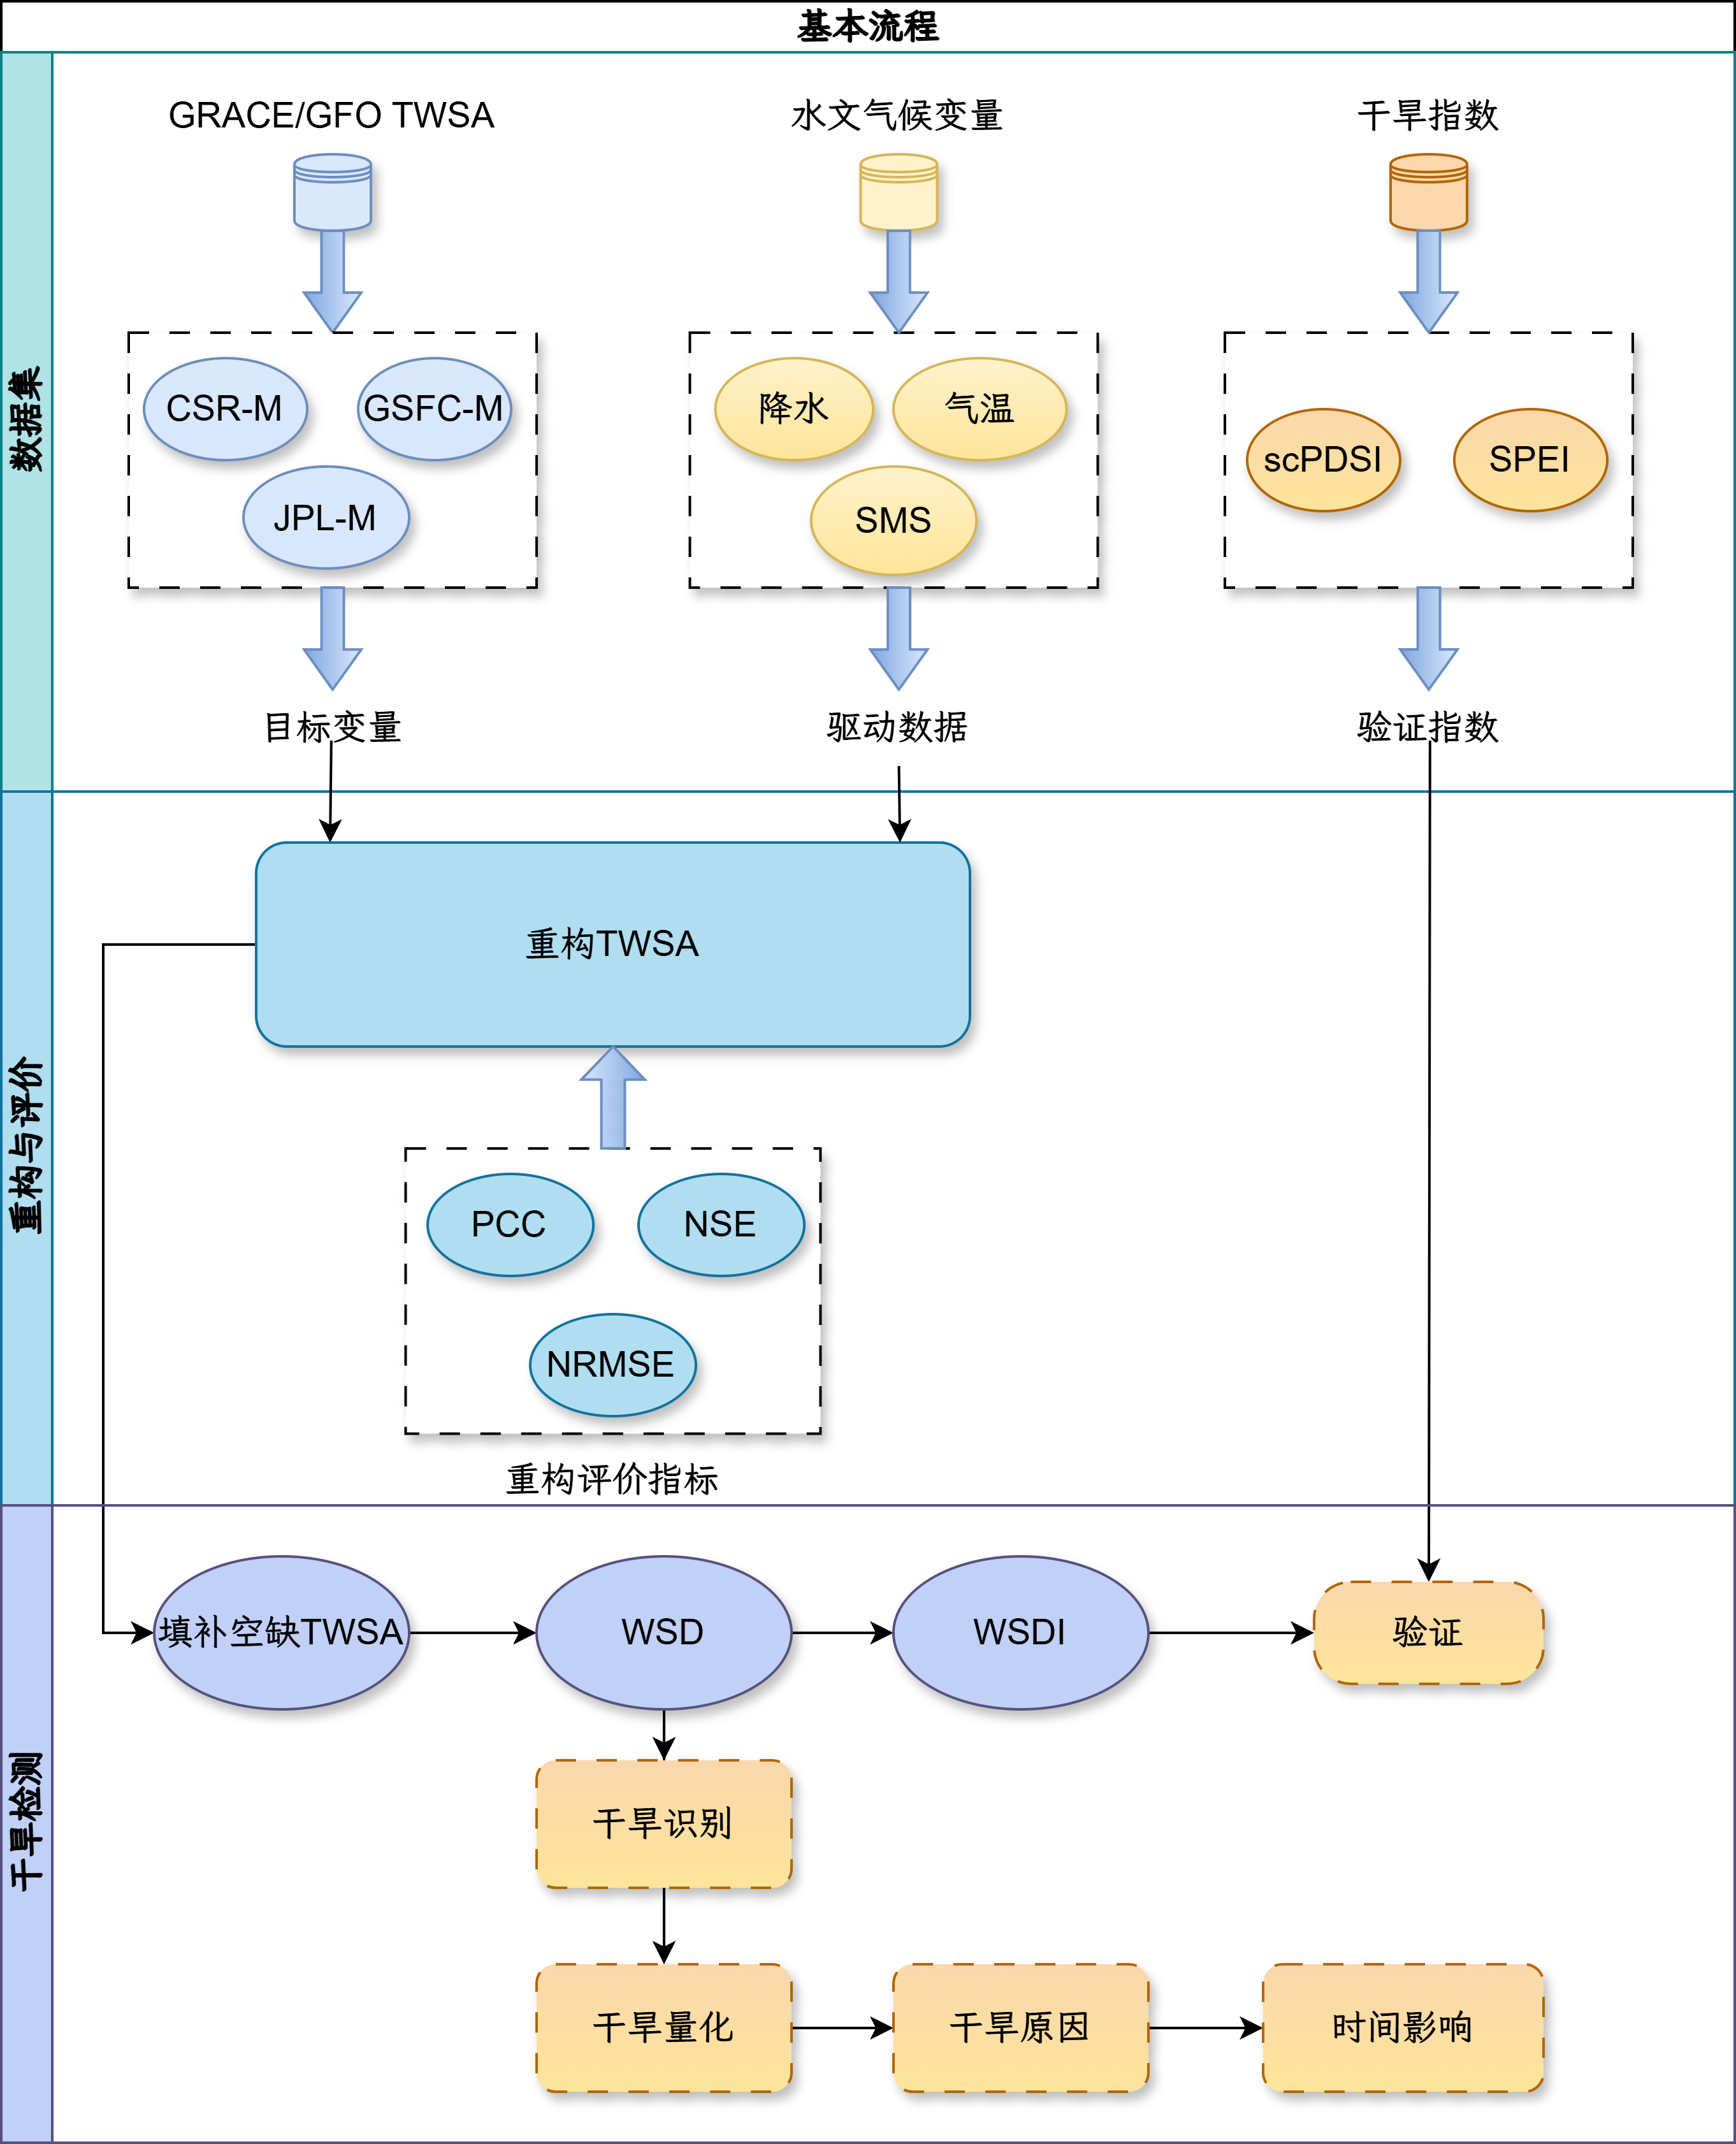 基本流程
数据集
GRACE/GFO TWSA
水文气候变量
干旱指数
CSR-M
GSFC-M
JPL-M
降水
气温
SMS
scPDSI
SPEI
目标变量
驱动数据
验证指数
重构与评价
重构TWSA
PCC
NSE
NRMSE
重构评价指标
干旱检测
填补空缺TWSA
WSD
WSDI
验证
干旱识别
干旱量化
干旱原因
时间影响